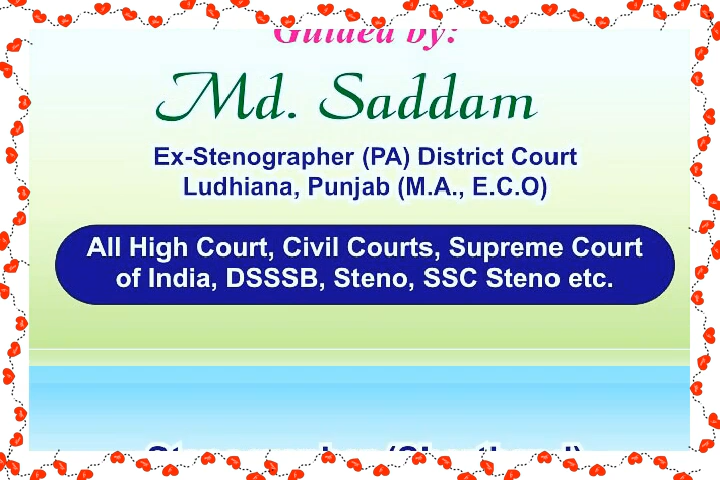 Guided by:
Md. Saddam
Ex-Stenographer (PA) District Court
Ludhiana, Punjab (M.A., E.C.O)
All High Court, Civil Courts, Supreme Court
of India, DSSSB, Steno, SSC Steno etc.